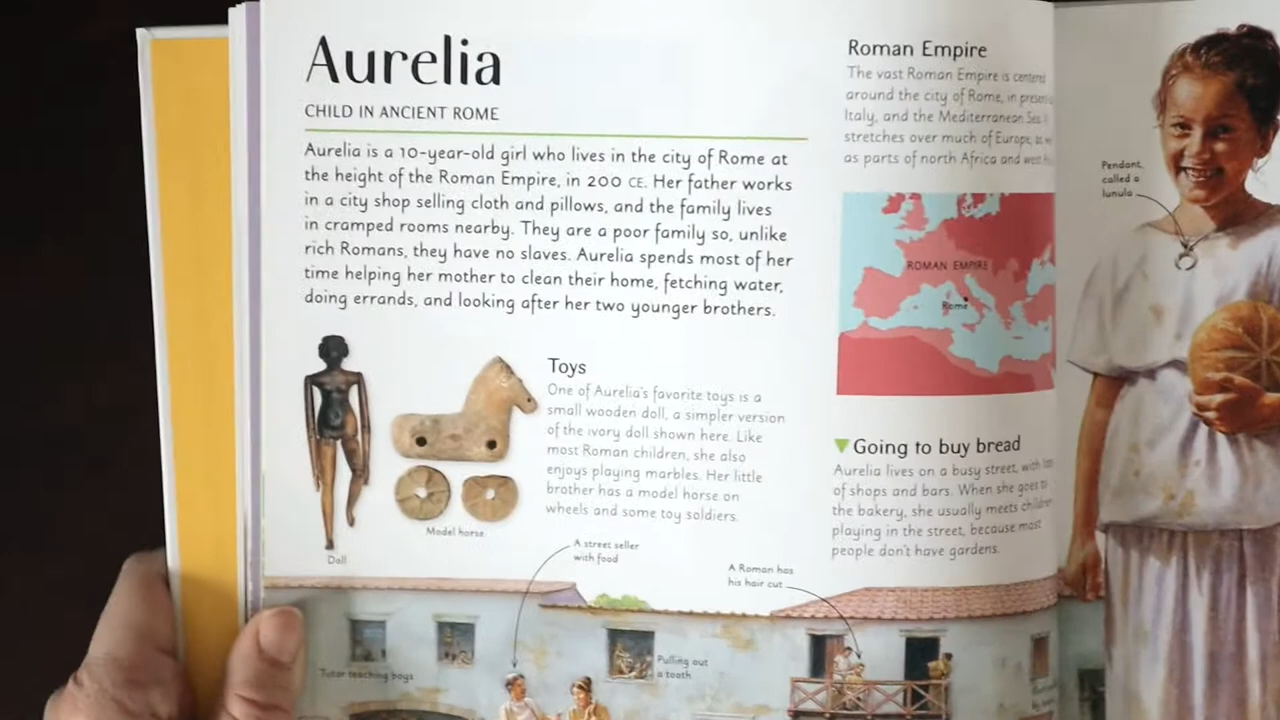 Aurelia
CHILD IN ANCIENT ROME
Aurelia is a 10-year-old girl who lives in the city of Rome at
the height of the Roman Empire, in 200 CE. Her father works
in a city shop selling cloth and pillows, and the family lives
in cramped rooms nearby. They are a poor family so, unlike
rich Romans, they have no slaves. Aurelia spends most of her
time helping her mother to clean their home, fetching water,
doing errands, and looking after her two younger brothers.
Toys
One of Aurelia's favorite toys is a
small wooden doll, a simpler version
of the ivory doll shown here. Like
most Roman children, she also
enjoys playing marbles. Her little
brother has a model horse on
wheels and some toy soldiers.
Doll
Model horse
A street seller
with food
A Roman has
his hair cut
Tutor teaching boys
Pulling out
a tooth
Roman Empire
The vast Roman Empire is centered
around the city of Rome, in
Italy, and the Mediterranean Sea.
stretches over much of Europe, as
as parts of north Africa and
ROMAN EMPIRE
Rome
Going to buy bread
Aurelia lives on a busy street, with
of shops and bars. When she goes to
the bakery, she usually meets children
playing in the street, because most
people don't have gardens.
Pendant,
called a
lunula